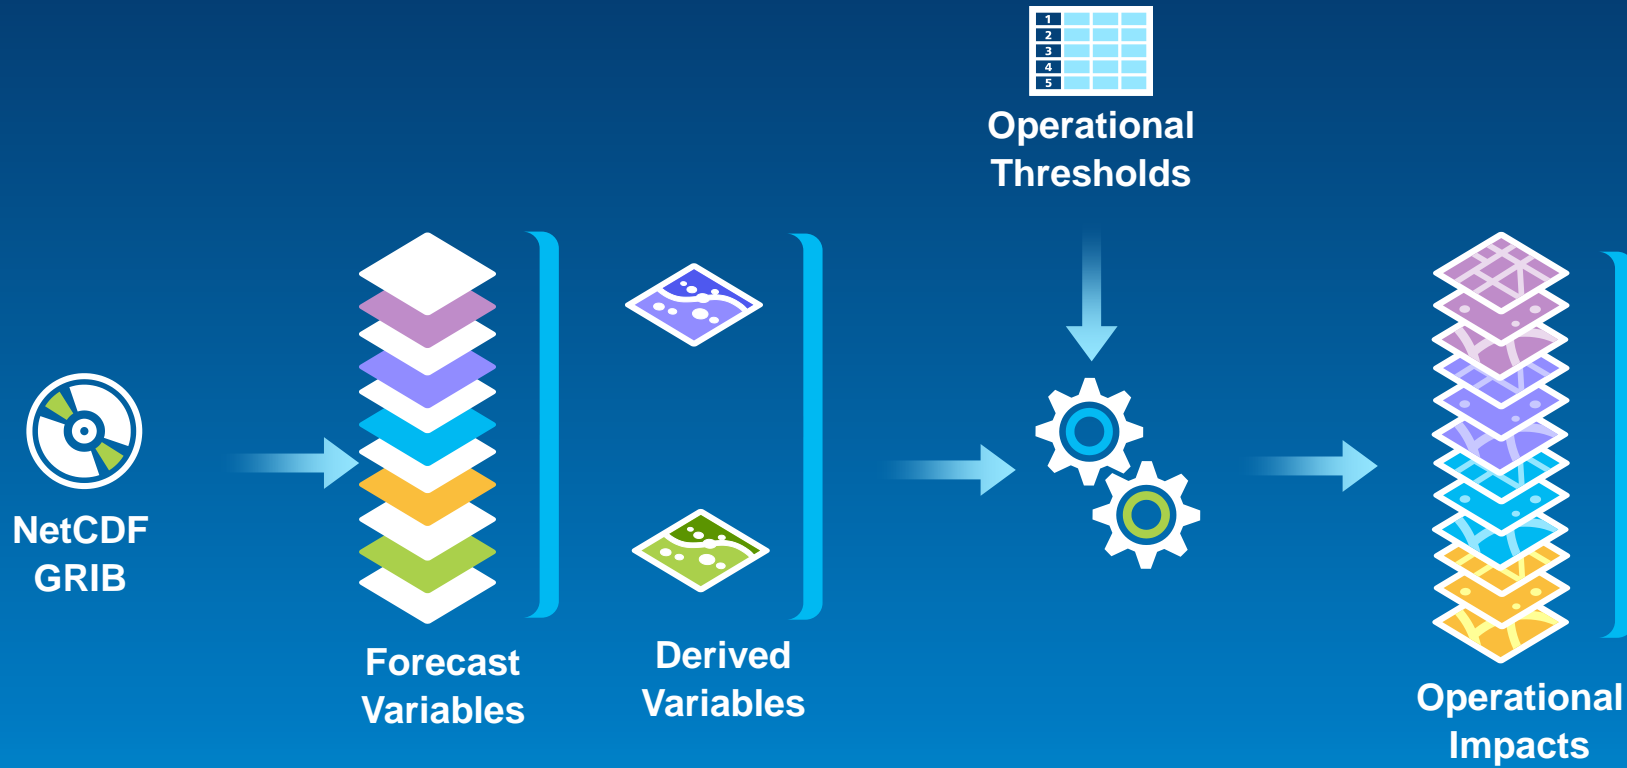 1
2
3
4
5
Operational
Thresholds
NetCDF
GRIB
Forecast
Variables
Derived
Variables
Operational
Impacts